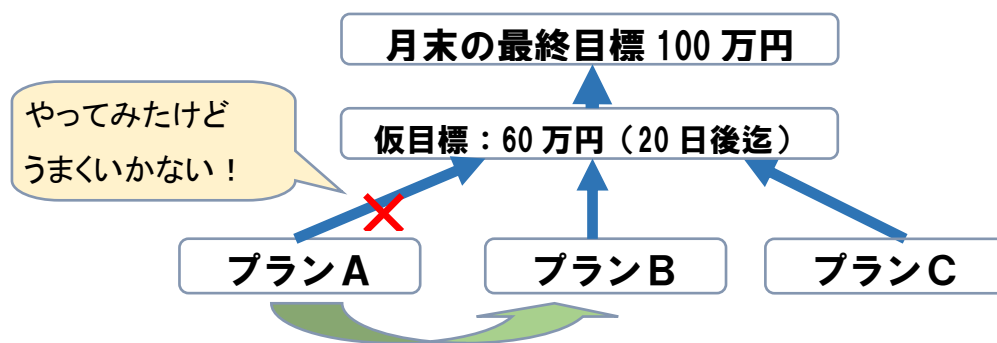 月末の最終目標 100 万円
やってみたけど
うまくいかない！
仮目標：60 万円（20 日後迄）
プランA
プランB
プランC